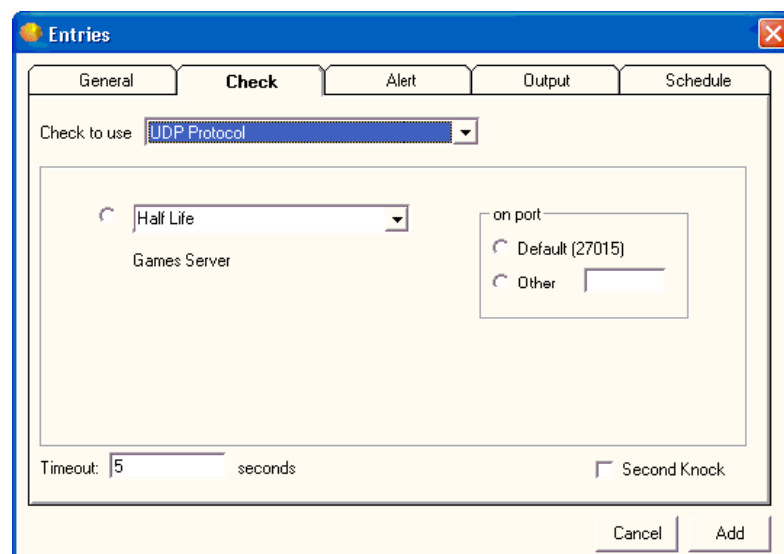 Entries
General Check Alert Output Schedule
Check to use UDP Protocol
Half Life
Games Server
on port
Default (27015)
Other
Timeout: 5 seconds
Second Knock
Cancel Add